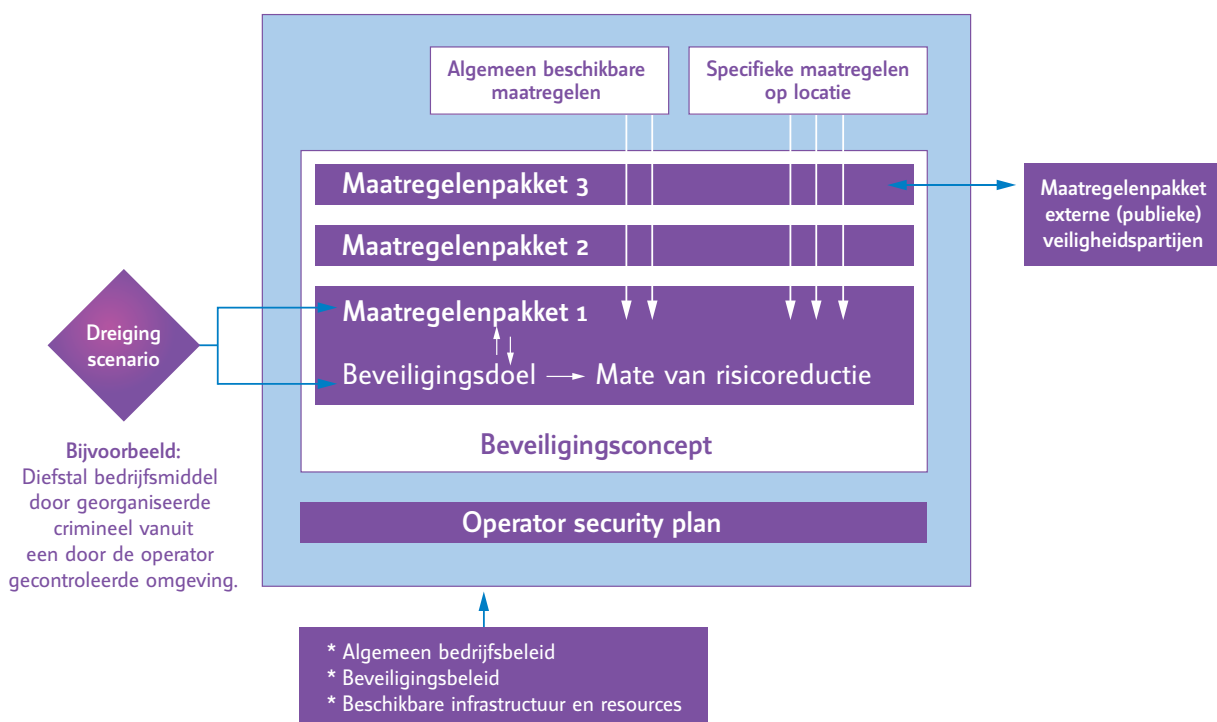 Algemeen beschikbare
maatregelen
Specifieke maatregelen
op locatie
Maatregelenpakket 3
Maatregelenpakket
externe (publieke)
veiligheidspartijen
Maatregelenpakket 2
Maatregelenpakket 1
Dreiging
scenario
Beveiligingsdoel
Mate van risicoreductie
Beveiligingsconcept
Bijvoorbeeld:
Diefstal bedrijfsmiddel
door georganiseerde
crimineel vanuit
een door de operator
gecontroleerde omgeving.
Operator security plan
* Algemeen bedrijfsbeleid
* Beveiligingsbeleid
* Beschikbare infrastructuur en resources